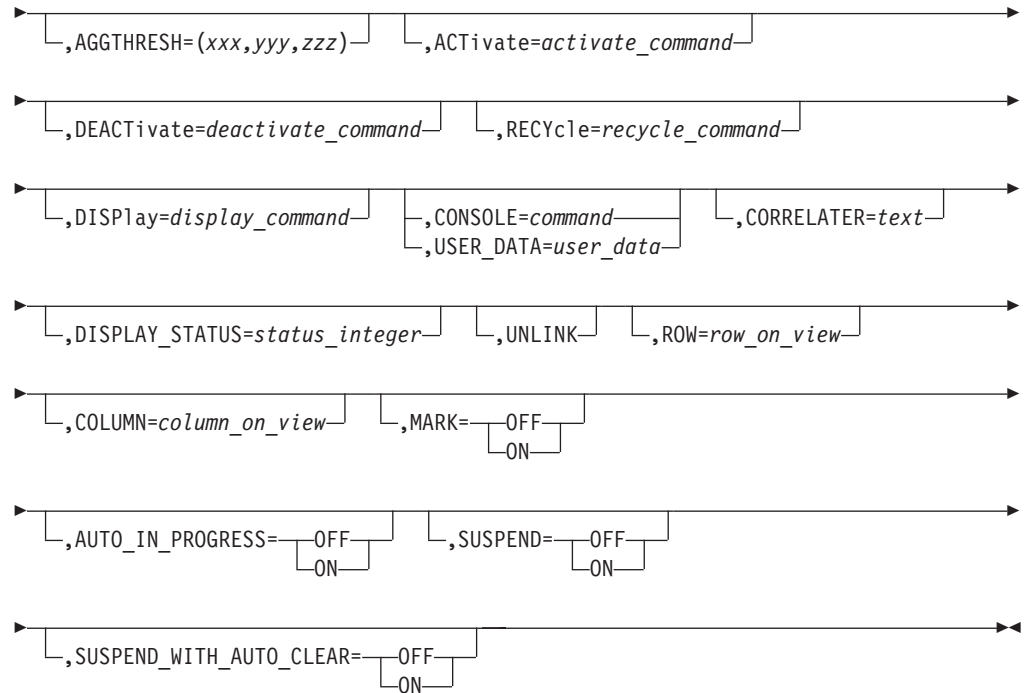 ,AGGTHRESH=(xxx,yyy,zzz) ,ACTivate=activate_command
,DEACTivate=deactivate_command ,RECYcle=recycle_command
,DISPlay=display_command ,CONSOLE=command ,CORRELATER=text
,USER_DATA=user_data
,DISPLAY_STATUS=status_integer ,UNLINK ,ROW=row_on_view
,COLUMN=column_on_view ,MARK= OFF
ON
,AUTO_IN_PROGRESS= OFF ,SUSPEND= OFF
ON ON
,SUSPEND_WITH_AUTO_CLEAR= OFF
ON